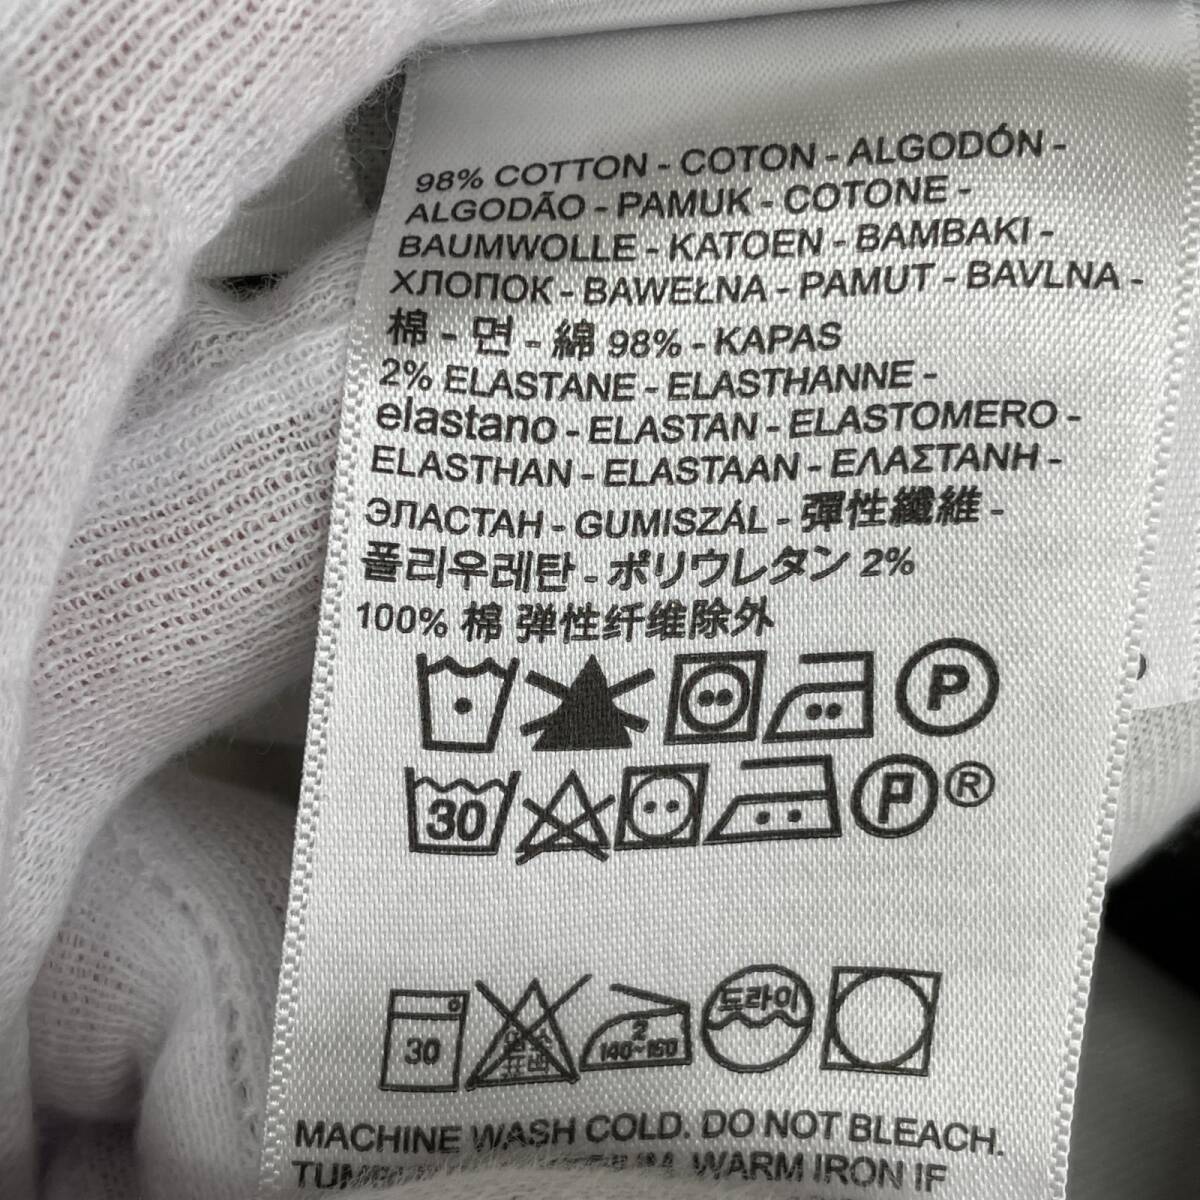 98% COTTON - COTON - ALGODÓN -
ALGODÃO - PAMUK - COTONE -
BAUMWOLLE - KATOEN - BAMBAKI -
ХЛОПОК - BAWEŁNA - PAMUT - BAVLNA -
棉 - 면 - 綿 98% - KAPAS
2% ELASTANE - ELASTHANNE -
elastano - ELASTAN - ELASTOMERO -
ELASTHAN - ELASTAAN - ΕΛΑΣΤΑΝΗ -
ЭЛАСТАН - GUMISZÁL - 彈性纖維 -
폴리우레탄 - ポリウレタン 2%
100% 棉 弹性纤维除外
P
30 P ®
30 2 140~160 드라이
MACHINE WASH COLD. DO NOT BLEACH.
WARM IRON IF